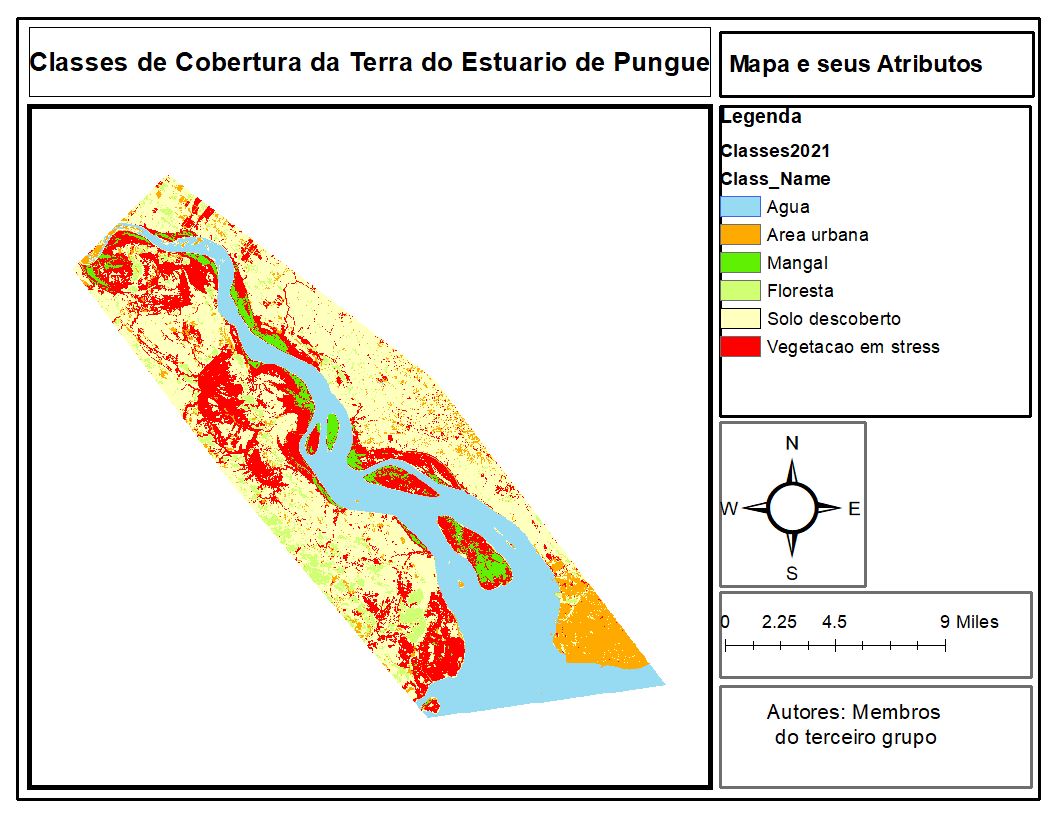 Classes de Cobertura da Terra do Estuario de Pungue
Mapa e seus Atributos
Legenda
Classes2021
Class_Name
Agua
Area urbana
Mangal
Floresta
Solo descoberto
Vegetacao em stress
N
W E
S
0 2.25 4.5 9 Miles
Autores: Membros
do terceiro grupo